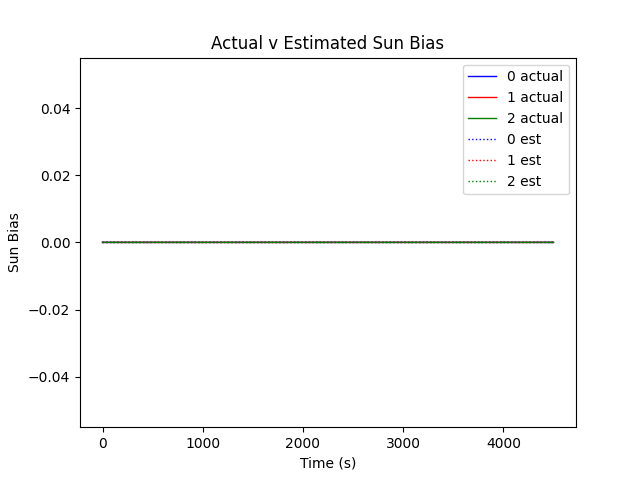 Actual v Estimated Sun Bias
0 actual
1 actual
2 actual
0 est
1 est
2 est
0.04
0.02
0.00
−0.02
−0.04
Sun Bias
0 1000 2000 3000 4000
Time (s)